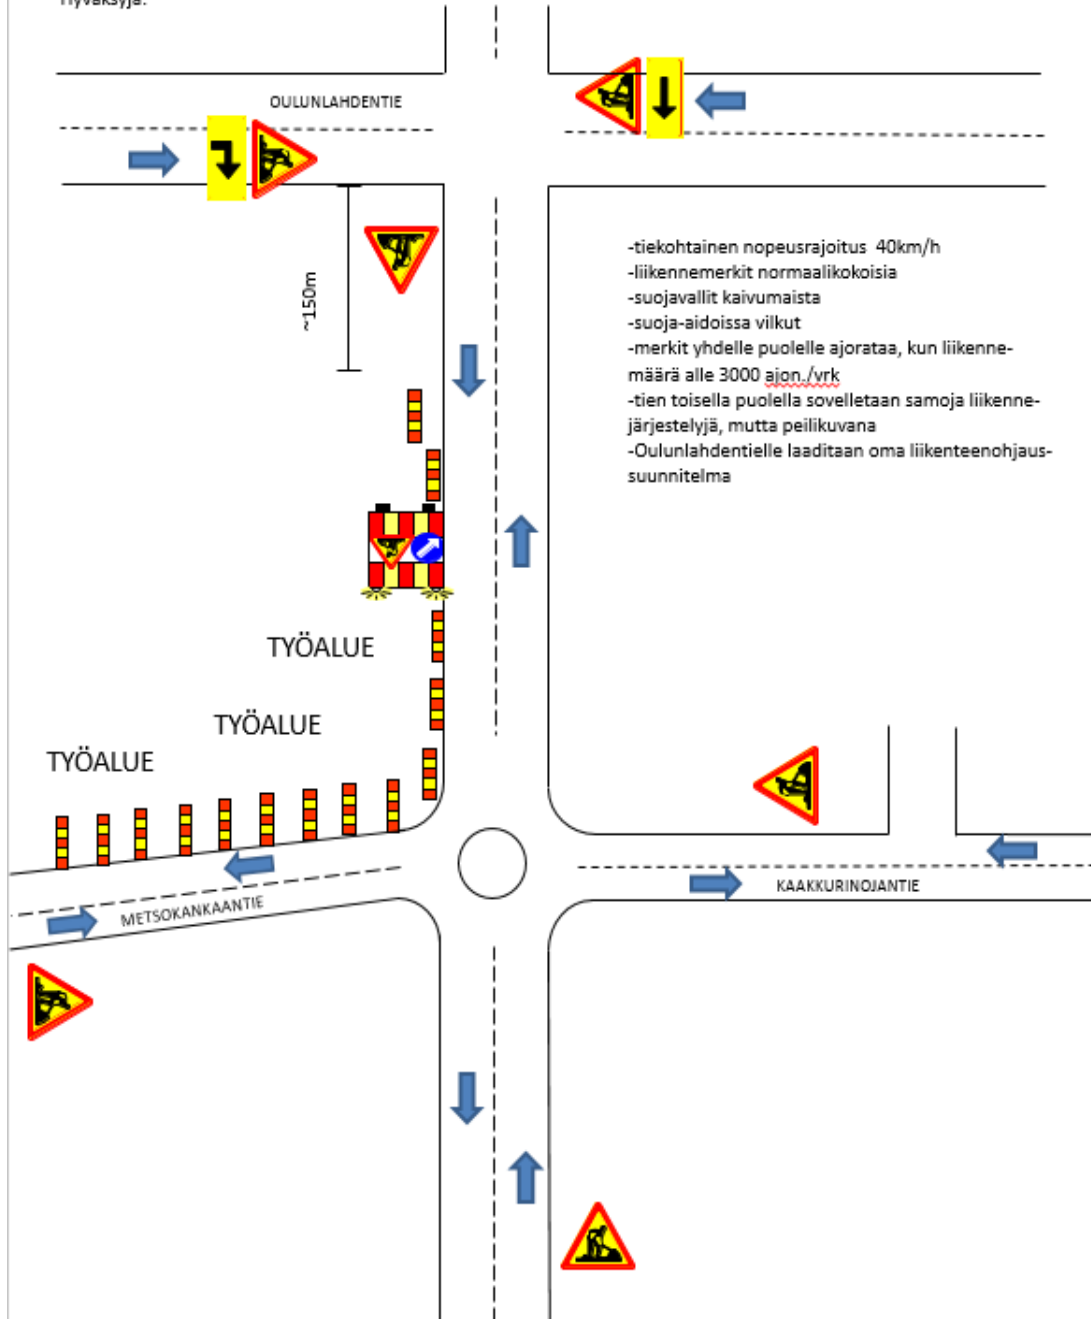 Hyväksyjä:
OULUNLAHDENTIE
~150m
-tiekohtainen nopeusrajoitus 40km/h
-liikennemerkit normaalikokoisia
-suojavallit kaivumaista
-suoja-aidoissa vilkut
-merkit yhdelle puolelle ajorataa, kun liikenne-
määrä alle 3000 ajon./vrk
-tien toisella puolella sovelletaan samoja liikenne-
järjestelyjä, mutta peilikuvana
-Oulunlahdentielle laaditaan oma liikenteenohjaus-
suunnitelma
TYÖALUE
TYÖALUE
TYÖALUE
METSOKANKAANTIE
KAAKKURINOJANTIE